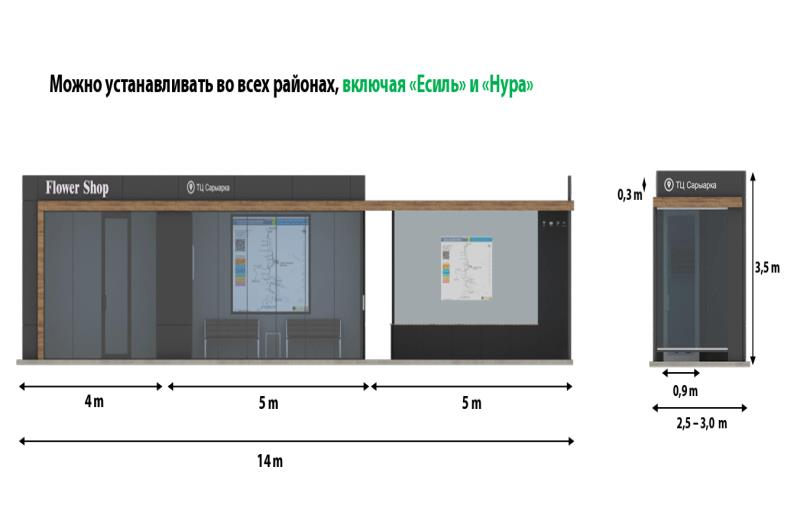 Можно устанавливать во всех районах, включая «Есиль» и «Нура»
Flower Shop
ТЦ Сарыарка
ТЦ Сарыарка
0,3 m
3,5 m
0,9 m
2,5 – 3,0 m
4 m
5 m
5 m
14 m